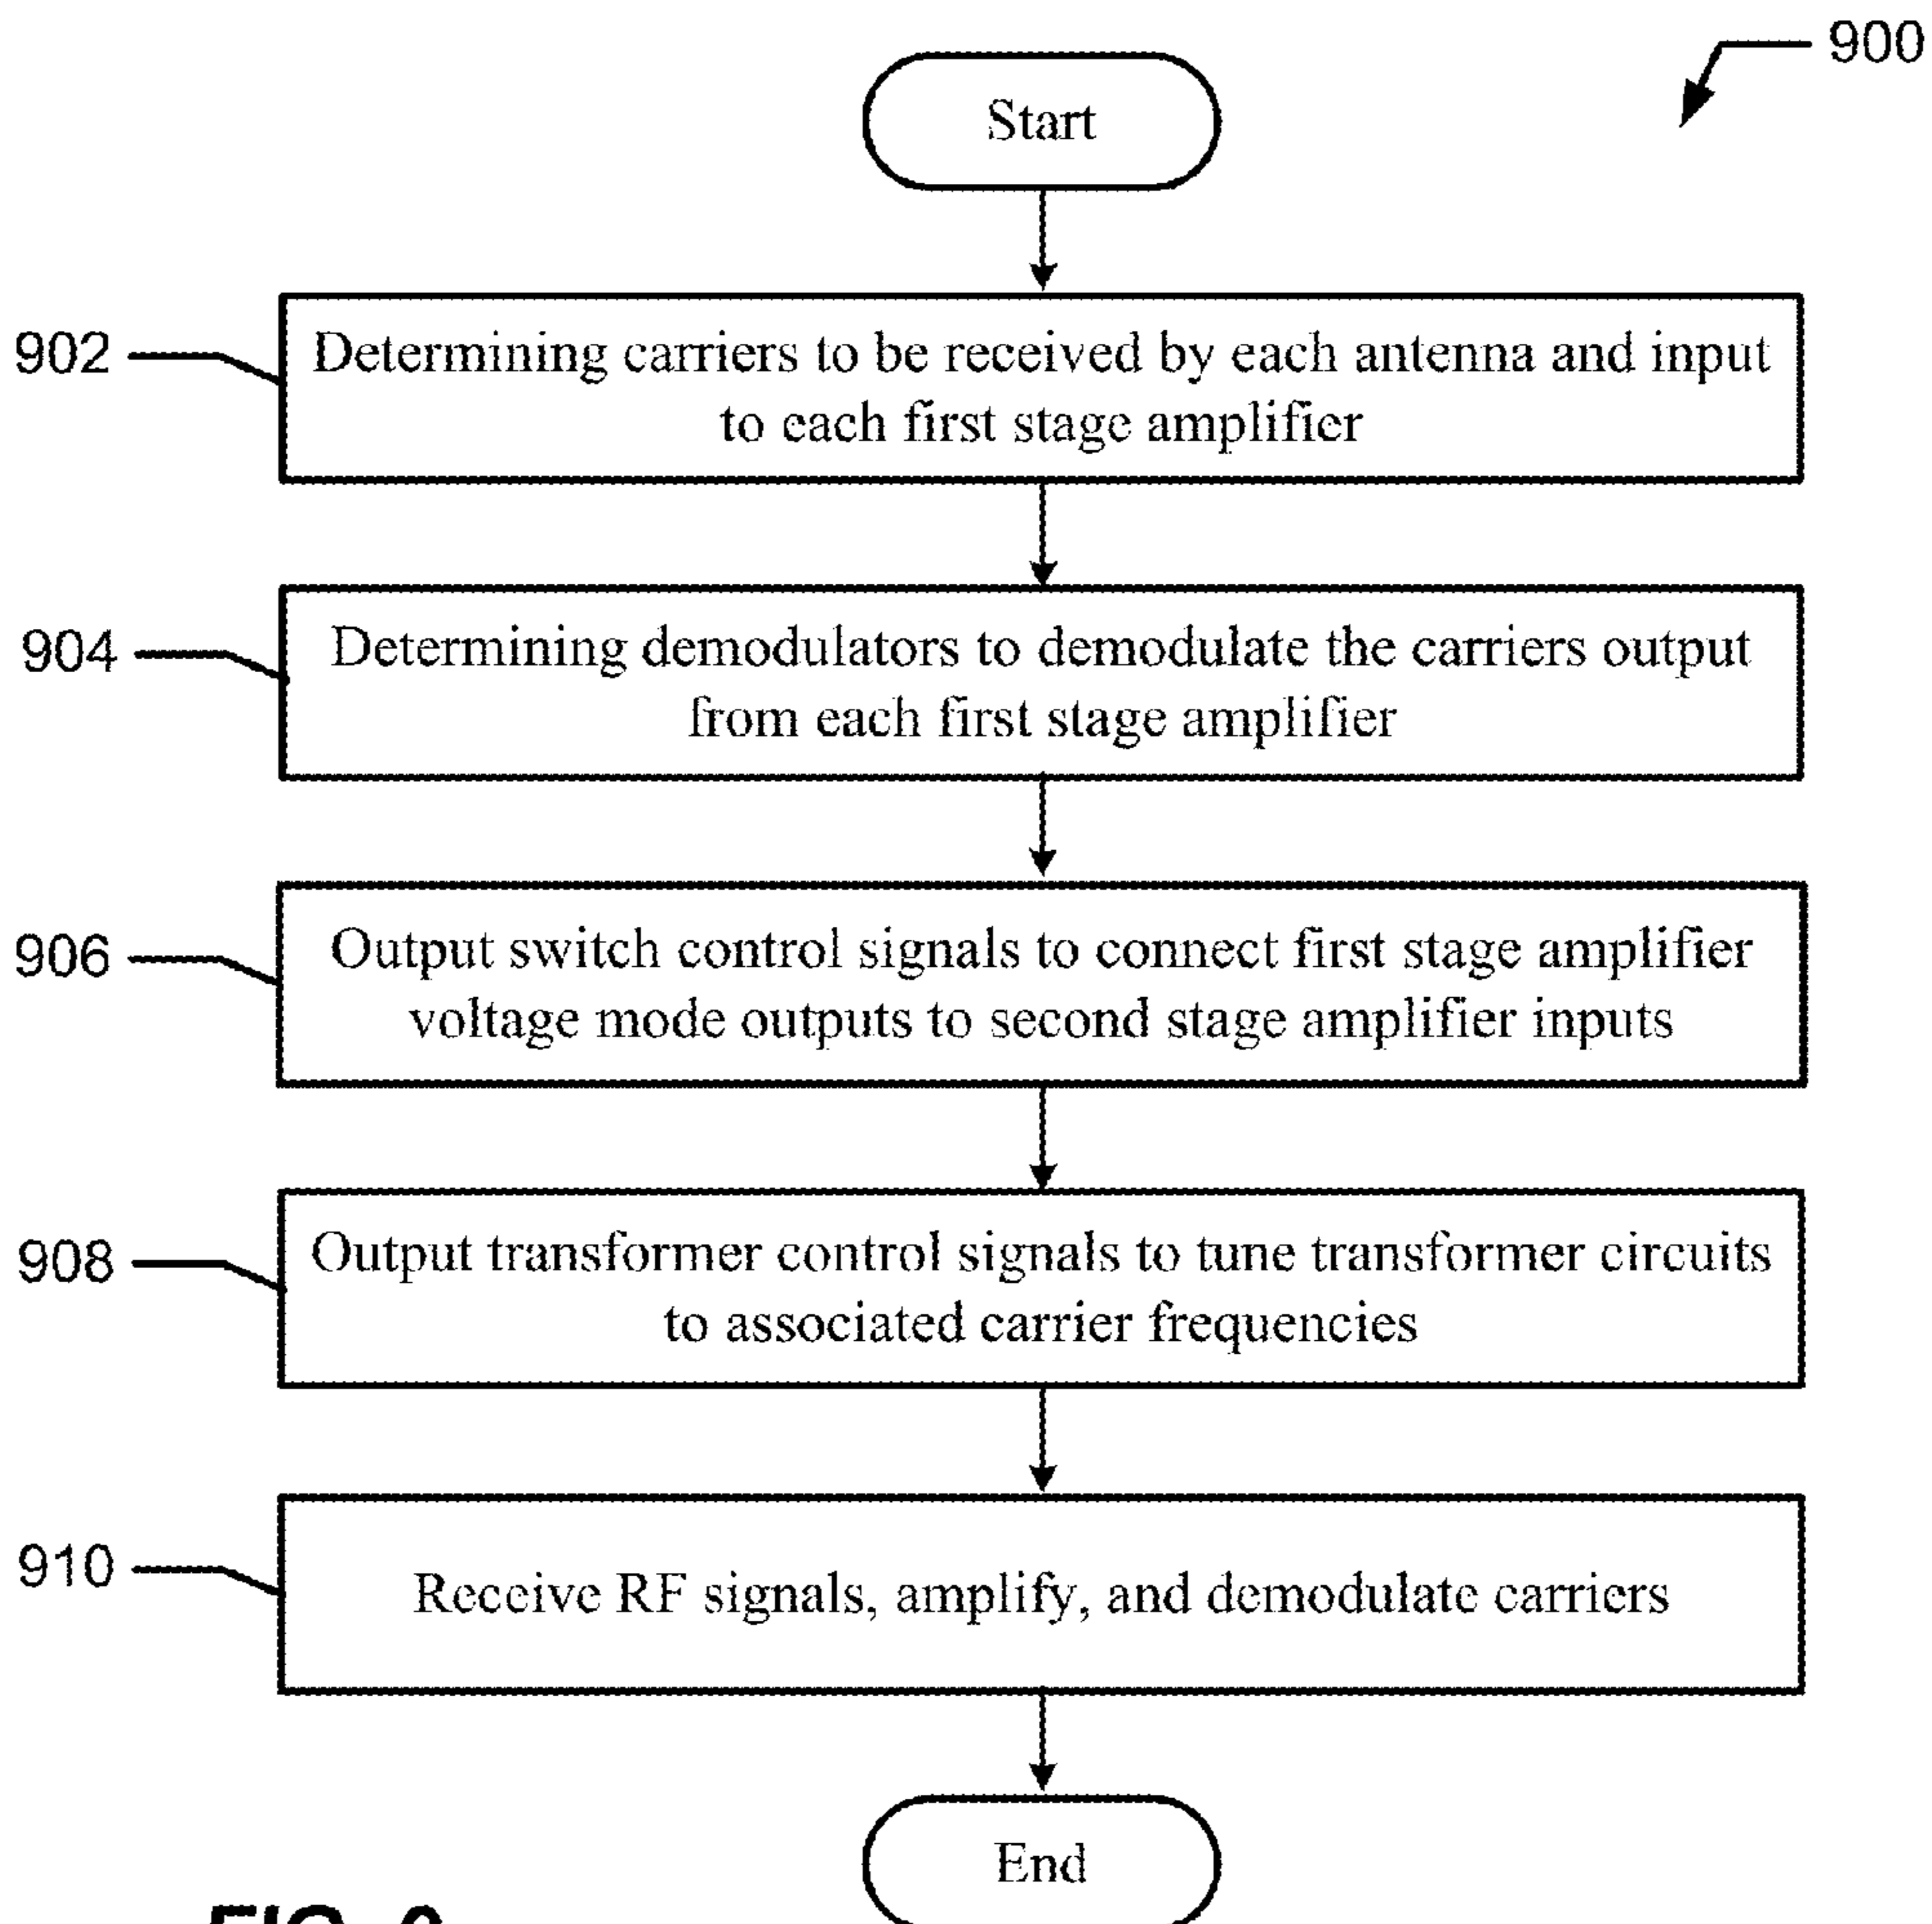 900
Start
902
Determining carriers to be received by each antenna and input
to each first stage amplifier
904
Determining demodulators to demodulate the carriers output
from each first stage amplifier
906
Output switch control signals to connect first stage amplifier
voltage mode outputs to second stage amplifier inputs
908
Output transformer control signals to tune transformer circuits
to associated carrier frequencies
910
Receive RF signals, amplify, and demodulate carriers
End